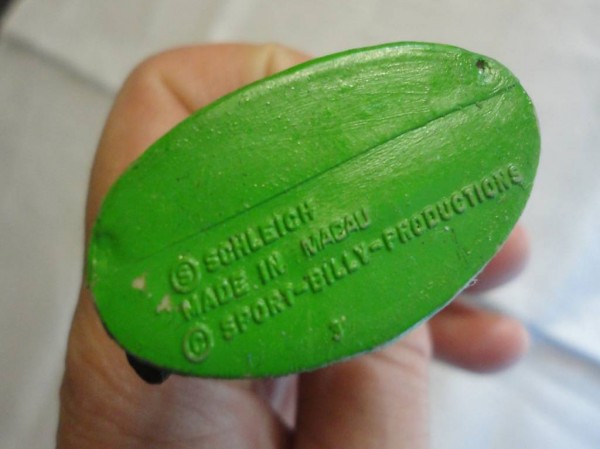 Ⓢ SCHLEICH
MADE IN MACAU
© SPORT-BILLY-PRODUCTIONS